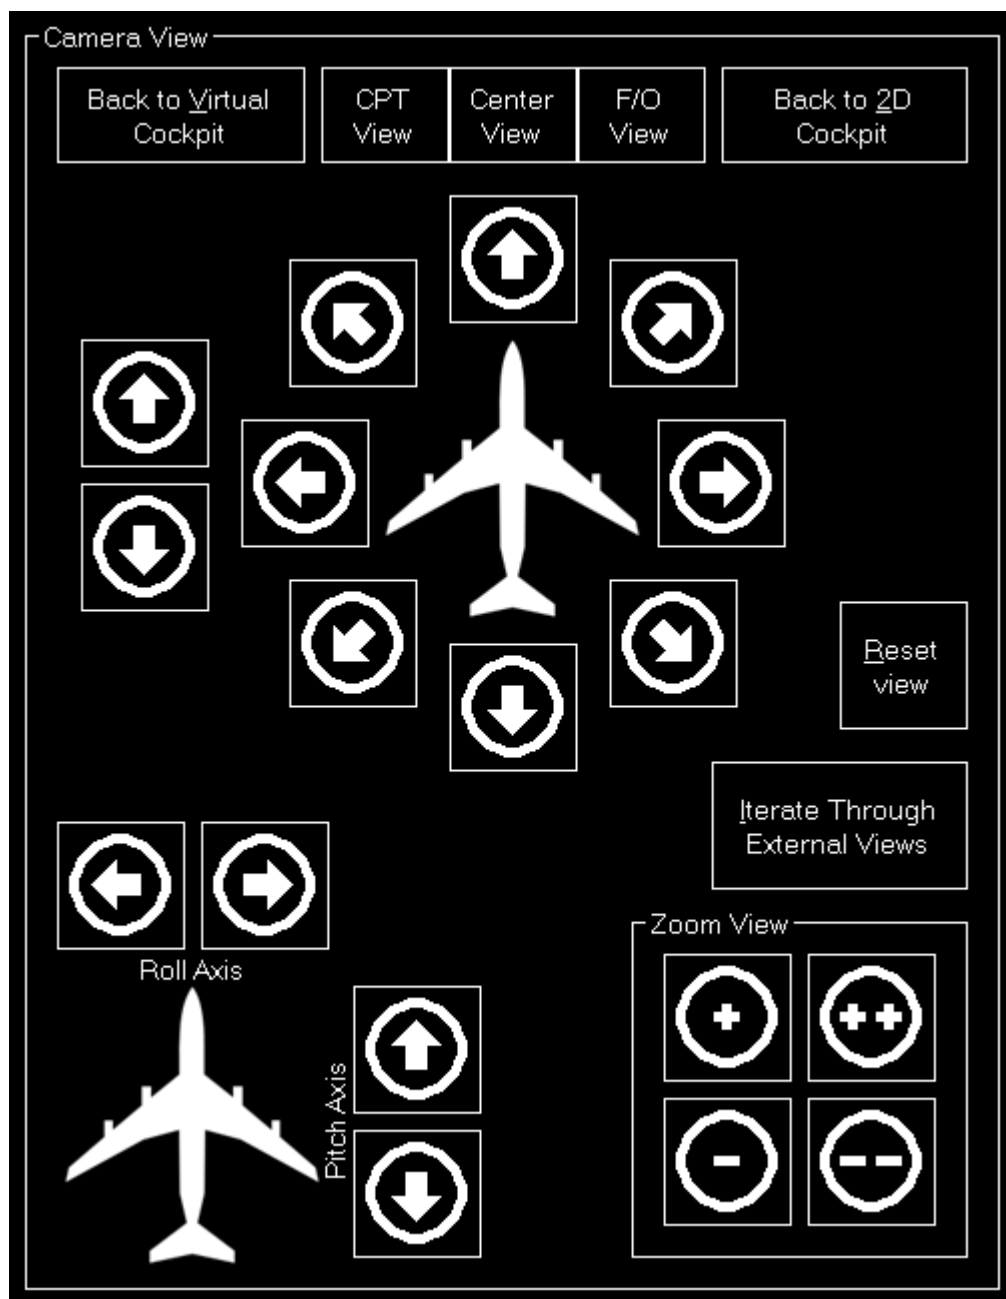 Camera View
Back to Virtual
Cockpit
CPT
View
Center
View
F/O
View
Back to 2D
Cockpit
Reset
view
Iterate Through
External Views
Roll Axis
Pitch Axis
Zoom View
+
++
-
--